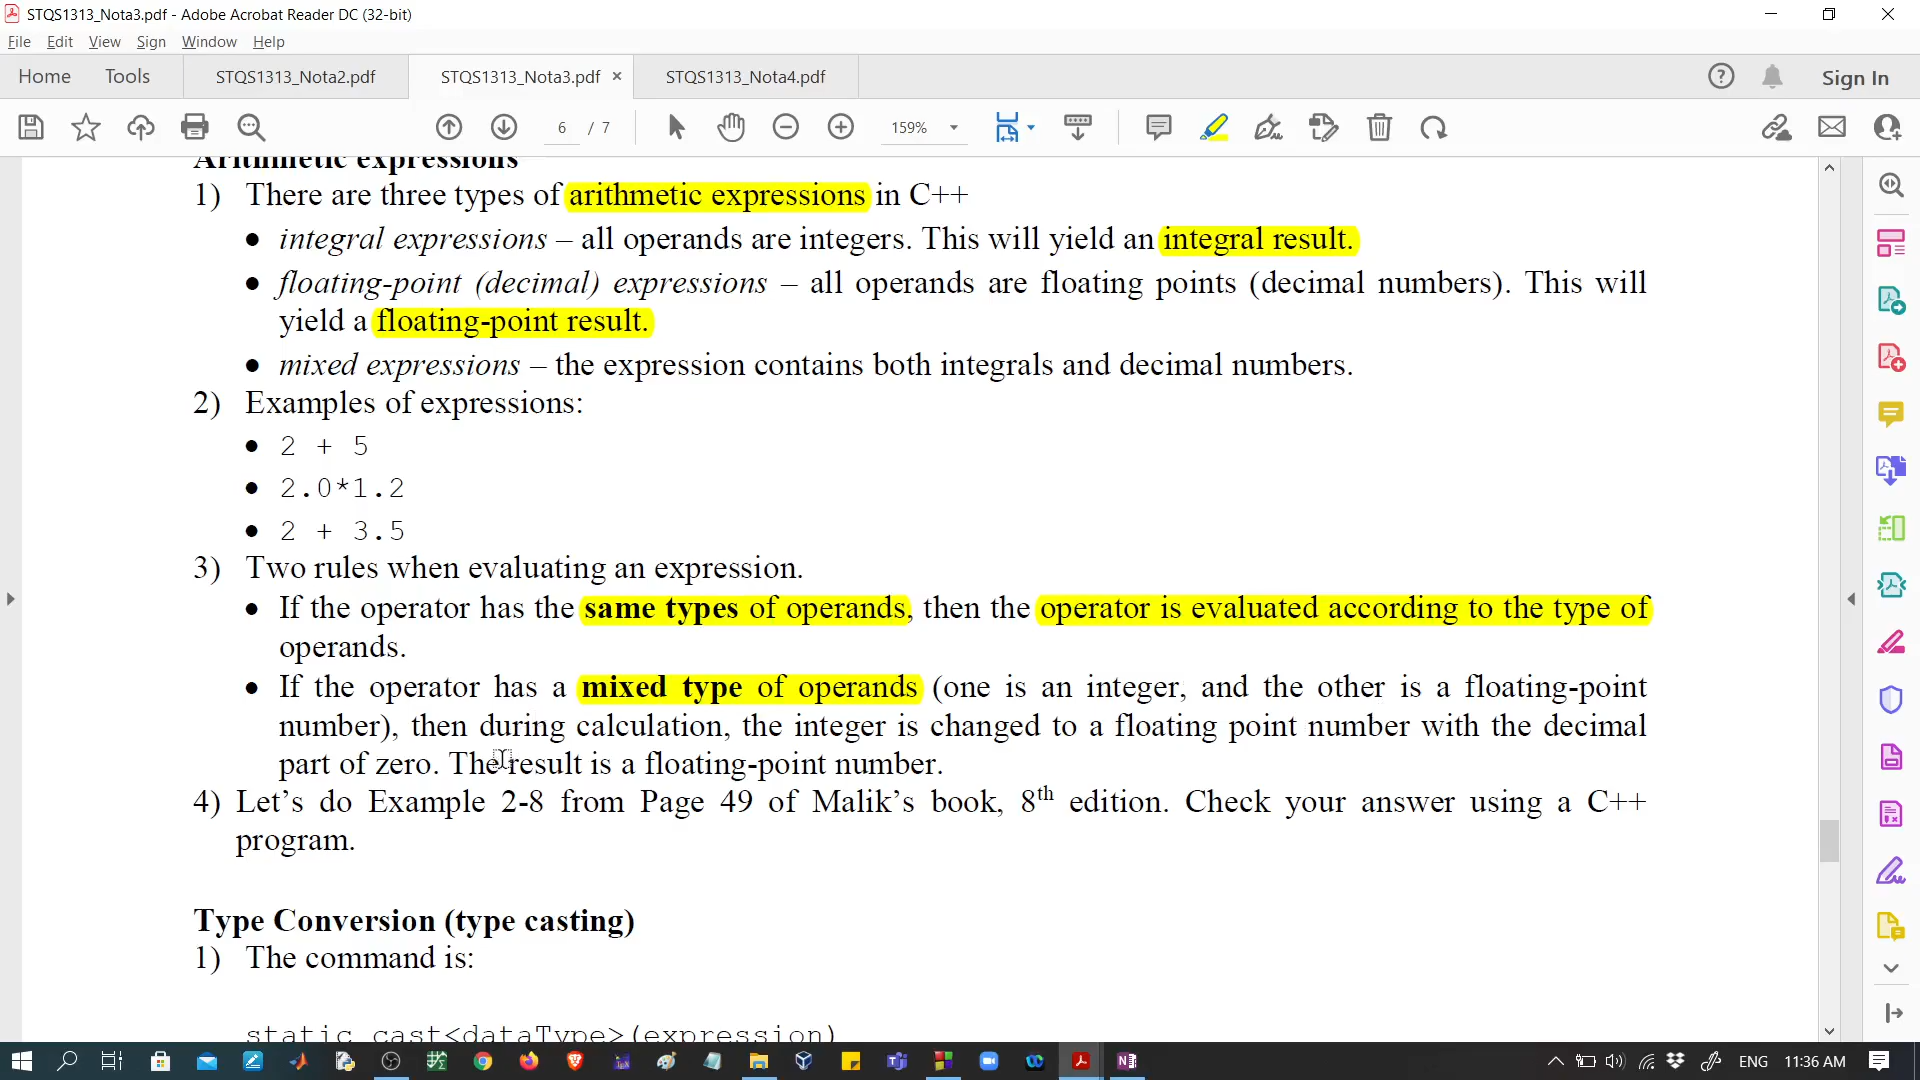 STQS1313_Nota3.pdf - Adobe Acrobat Reader DC (32-bit)
File Edit View Sign Window Help
Home Tools STQS1313_Nota2.pdf STQS1313_Nota3.pdf × STQS1313_Nota4.pdf Sign In
6 / 7 159%
Arithmetic expressions
1) There are three types of arithmetic expressions in C++
• integral expressions – all operands are integers. This will yield an integral result.
• floating-point (decimal) expressions – all operands are floating points (decimal numbers). This will
yield a floating-point result.
• mixed expressions – the expression contains both integrals and decimal numbers.
2) Examples of expressions:
• 2 + 5
• 2.0*1.2
• 2 + 3.5
3) Two rules when evaluating an expression.
• If the operator has the same types of operands, then the operator is evaluated according to the type of
operands.
• If the operator has a mixed type of operands (one is an integer, and the other is a floating-point
number), then during calculation, the integer is changed to a floating point number with the decimal
part of zero. The result is a floating-point number.
4) Let’s do Example 2-8 from Page 49 of Malik’s book, 8th edition. Check your answer using a C++
program.
Type Conversion (type casting)
1) The command is:
static_cast<dataType>(expression)
ENG 11:36 AM